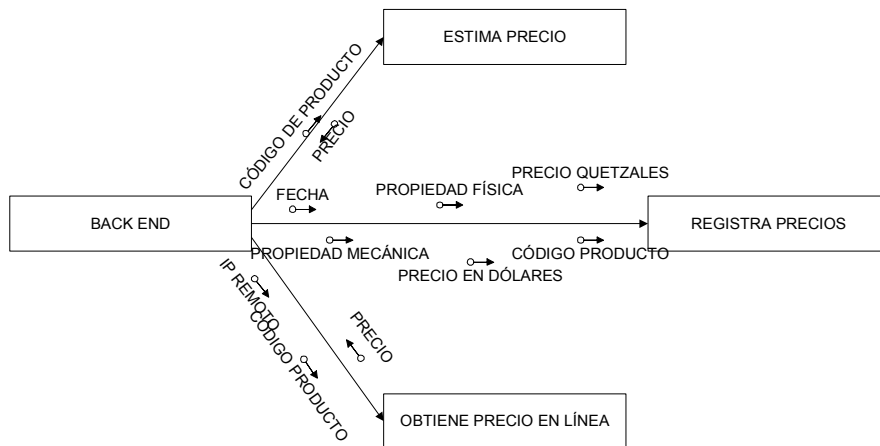 ESTIMA PRECIO
CÓDIGO DE PRODUCTO
PRECIO
PRECIO QUETZALES
PROPIEDAD FÍSICA
FECHA
BACK END
REGISTRA PRECIOS
PROPIEDAD MECÁNICA
CÓDIGO PRODUCTO
PRECIO EN DÓLARES
IP REMOTO
CÓDIGO PRODUCTO
PRECIO
OBTIENE PRECIO EN LÍNEA